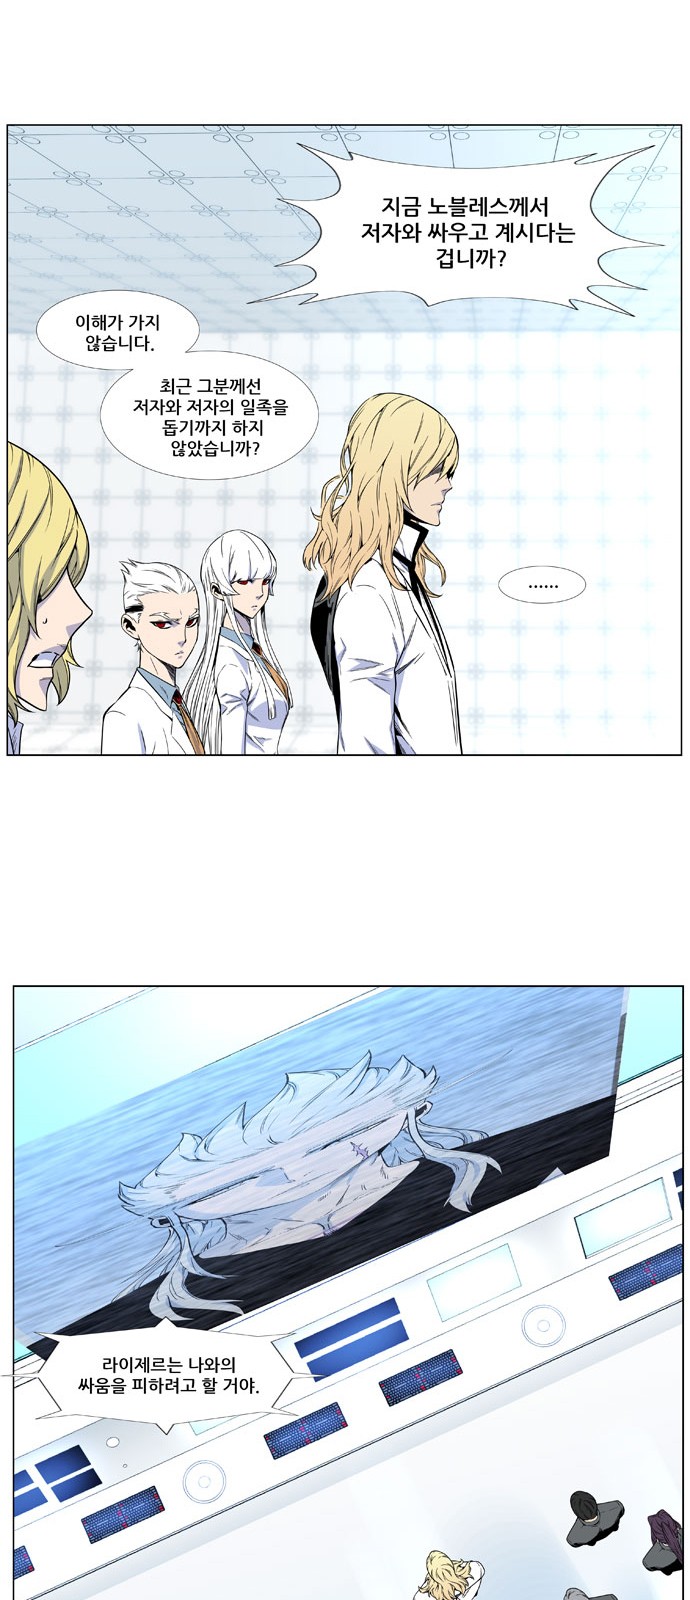 지금 노블레스께서
저자와 싸우고 계시다는
겁니까?
이해가 가지
않습니다.
최근 그분께선
저자와 저자의 일족을
돕기까지 하지
않았습니까?
......
라이제르는 나와의
싸움을 피하려고 할 거야.